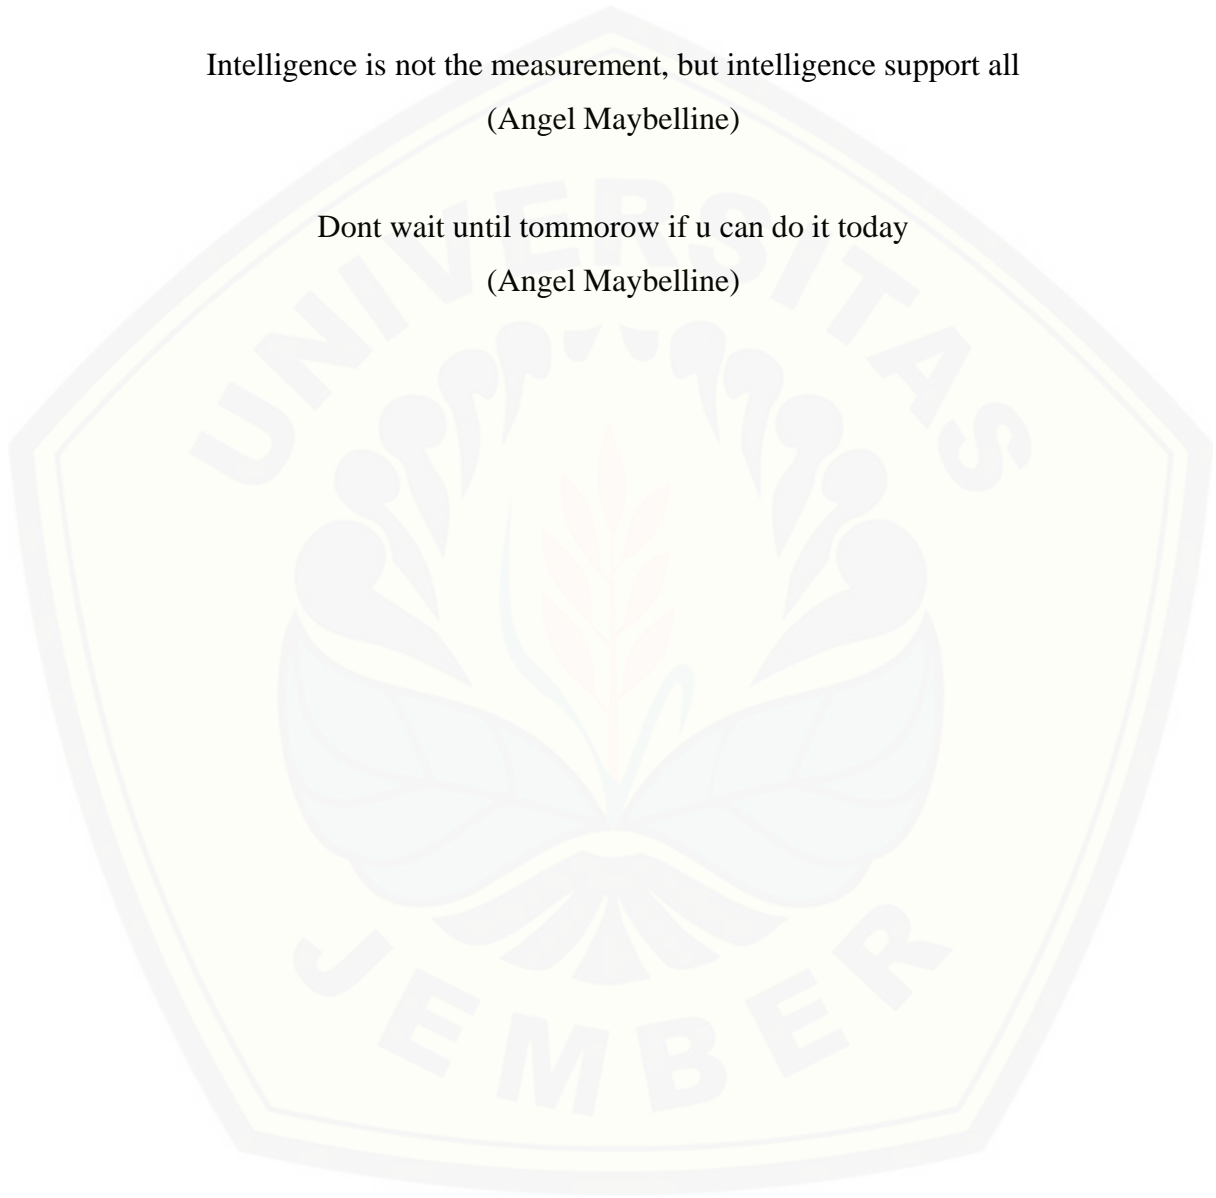 Intelligence is not the measurement, but intelligence support all
(Angel Maybelline)
Dont wait until tommorow if u can do it today
(Angel Maybelline)
UNIVERSITAS
JEMBER